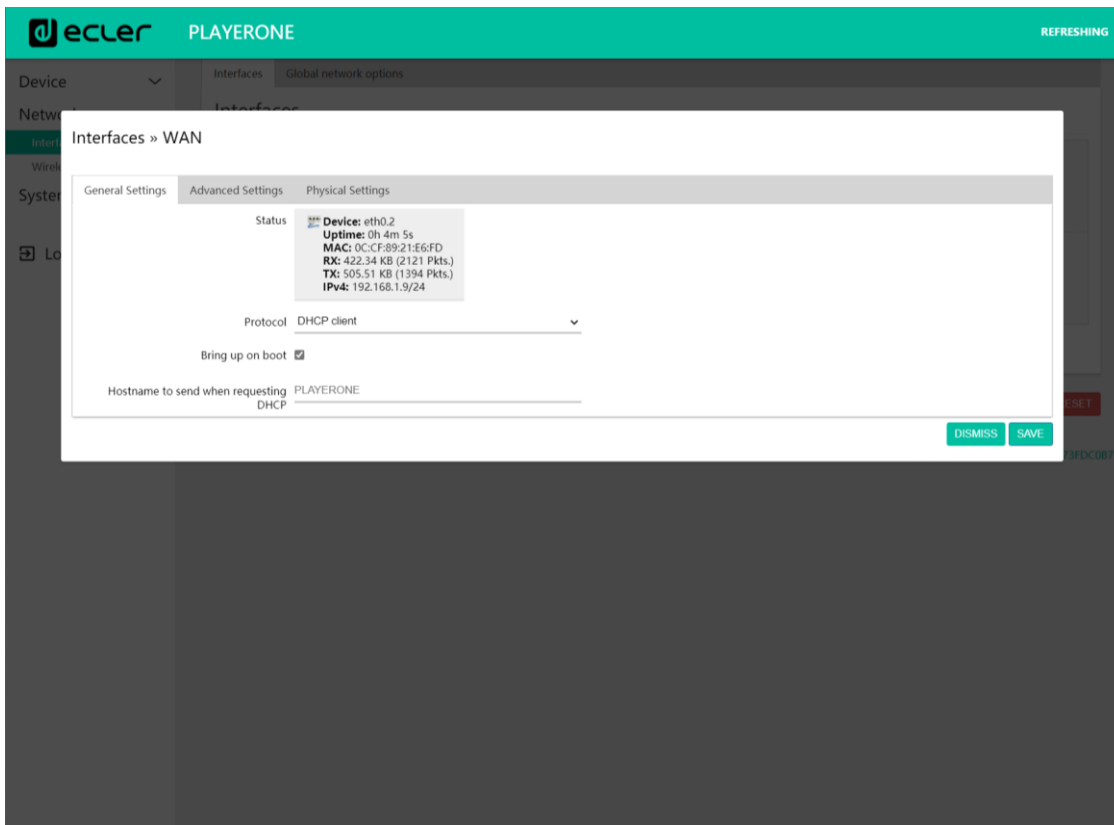 ecler PLAYERONE REFRESHING
Device
Interfaces Global network options
Interfaces
Interfaces » WAN
General Settings Advanced Settings Physical Settings
Status
Device: eth0.2
Uptime: 0h 4m 5s
MAC: 0C:CF:89:21:E6:FD
RX: 422.34 KB (2121 Pkts.)
TX: 505.51 KB (1394 Pkts.)
IPv4: 192.168.1.9/24
Protocol DHCP client
Bring up on boot
Hostname to send when requesting PLAYERONE
DHCP
DISMISS SAVE